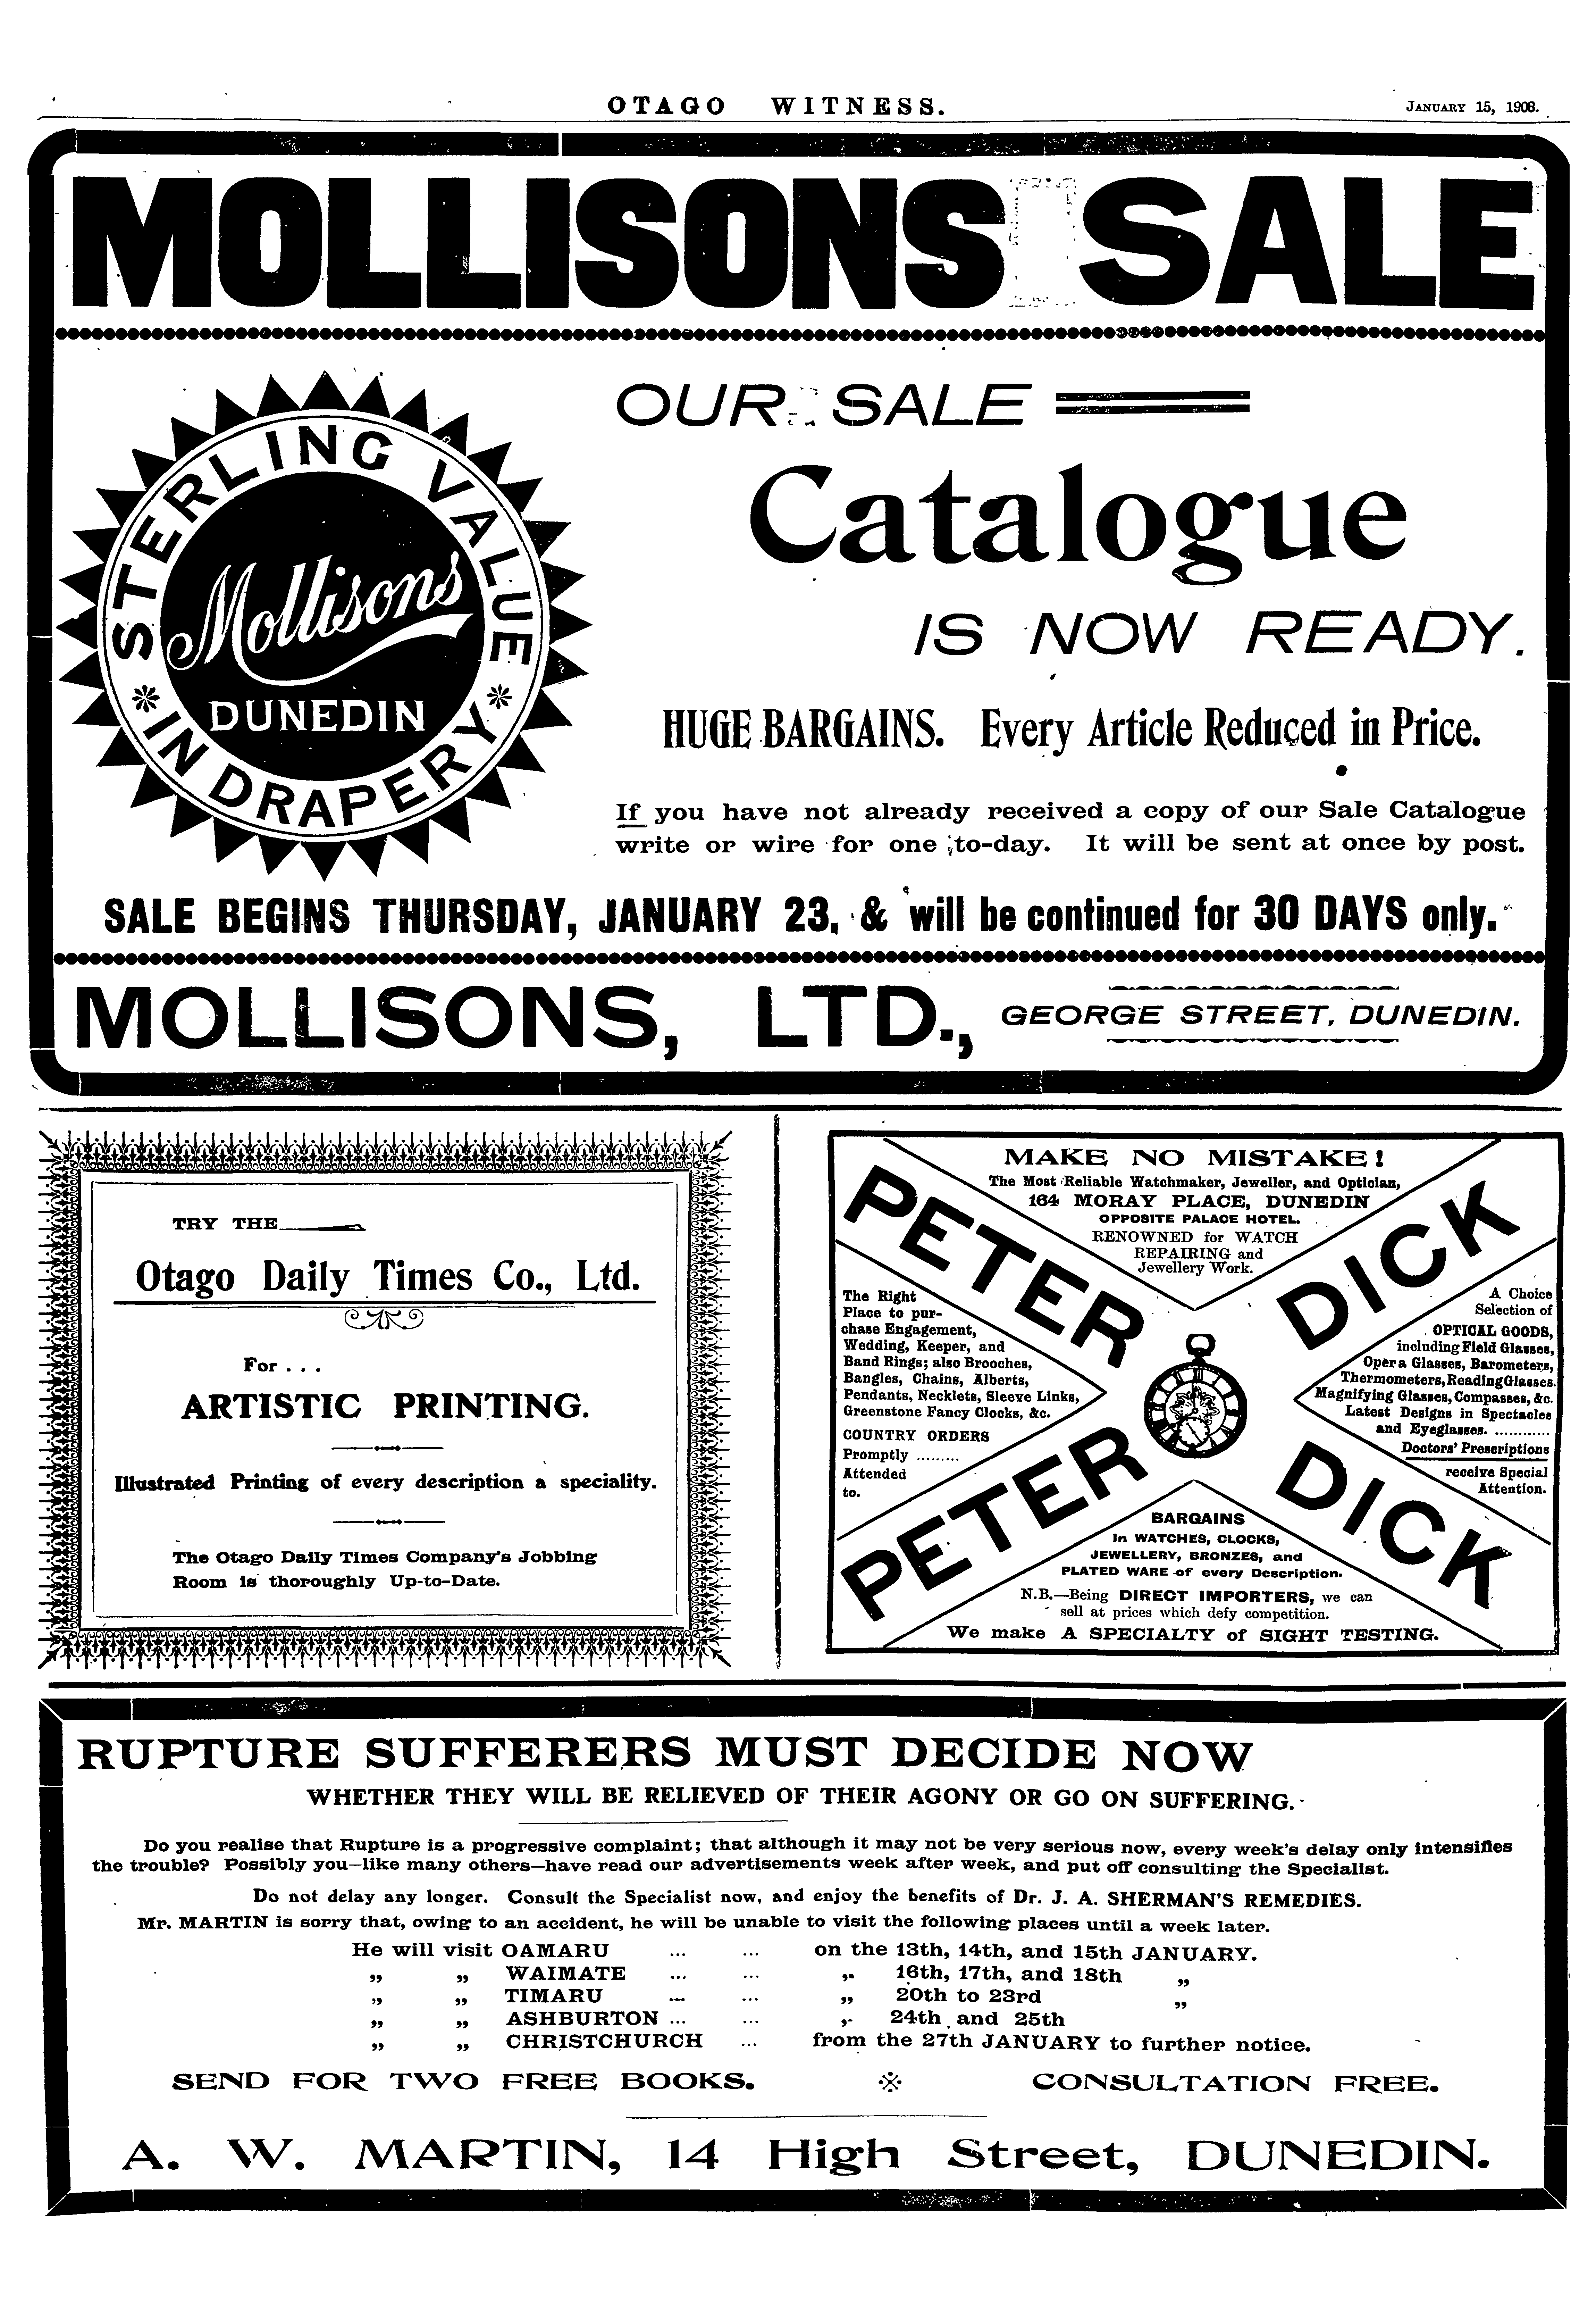 OTAGO WITNESS.
JANUARY 15, 1908.
MOLLISONS SALE
STERLING VALUE
Mollisons
DUNEDIN
IN DRAPERY
OUR SALE
Catalogue
IS NOW READY.
HUGE BARGAINS. Every Article Reduced in Price.
If you have not already received a copy of our Sale Catalogue
write or wire for one to-day. It will be sent at once by post.
SALE BEGINS THURSDAY, JANUARY 23, & will be continued for 30 DAYS only.
MOLLISONS, LTD., GEORGE STREET, DUNEDIN.
TRY THE
Otago Daily Times Co., Ltd.
For . . .
ARTISTIC PRINTING.
Illustrated Printing of every description a speciality.
The Otago Daily Times Company's Jobbing
Room is thoroughly Up-to-Date.
MAKE NO MISTAKE!
The Most Reliable Watchmaker, Jeweller, and Optician,
164 MORAY PLACE, DUNEDIN
OPPOSITE PALACE HOTEL.
RENOWNED for WATCH
REPAIRING and
Jewellery Work.
PETER DICK
The Right
Place to pur-
chase Engagement,
Wedding, Keeper, and
Band Rings; also Brooches,
Bangles, Chains, Alberts,
Pendants, Necklets, Sleeve Links,
Greenstone Fancy Clocks, &c.
COUNTRY ORDERS
Promptly .........
Attended
to.
A Choice
Selection of
OPTICAL GOODS,
including Field Glasses,
Opera Glasses, Barometers,
Thermometers, Reading Glasses.
Magnifying Glasses, Compasses, &c.
Latest Designs in Spectacles
and Eyeglasses. ............
Doctors' Prescriptions
receive Special
Attention.
PETER DICK
BARGAINS
In WATCHES, CLOCKS,
JEWELLERY, BRONZES, and
PLATED WARE of every Description.
N.B.—Being DIRECT IMPORTERS, we can
sell at prices which defy competition.
We make A SPECIALTY of SIGHT TESTING.
RUPTURE SUFFERERS MUST DECIDE NOW
WHETHER THEY WILL BE RELIEVED OF THEIR AGONY OR GO ON SUFFERING.
Do you realise that Rupture is a progressive complaint; that although it may not be very serious now, every week's delay only intensifies
the trouble? Possibly you—like many others—have read our advertisements week after week, and put off consulting the Specialist.
Do not delay any longer. Consult the Specialist now, and enjoy the benefits of Dr. J. A. SHERMAN'S REMEDIES.
Mr. MARTIN is sorry that, owing to an accident, he will be unable to visit the following places until a week later.
He will visit OAMARU ... ... on the 13th, 14th, and 15th JANUARY.
„ „ WAIMATE ... ... „ 16th, 17th, and 18th „
„ „ TIMARU ... ... „ 20th to 23rd „
„ „ ASHBURTON ... ... „ 24th and 25th
„ „ CHRISTCHURCH ... from the 27th JANUARY to further notice.
SEND FOR TWO FREE BOOKS. ※ CONSULTATION FREE.
A. W. MARTIN, 14 High Street, DUNEDIN.